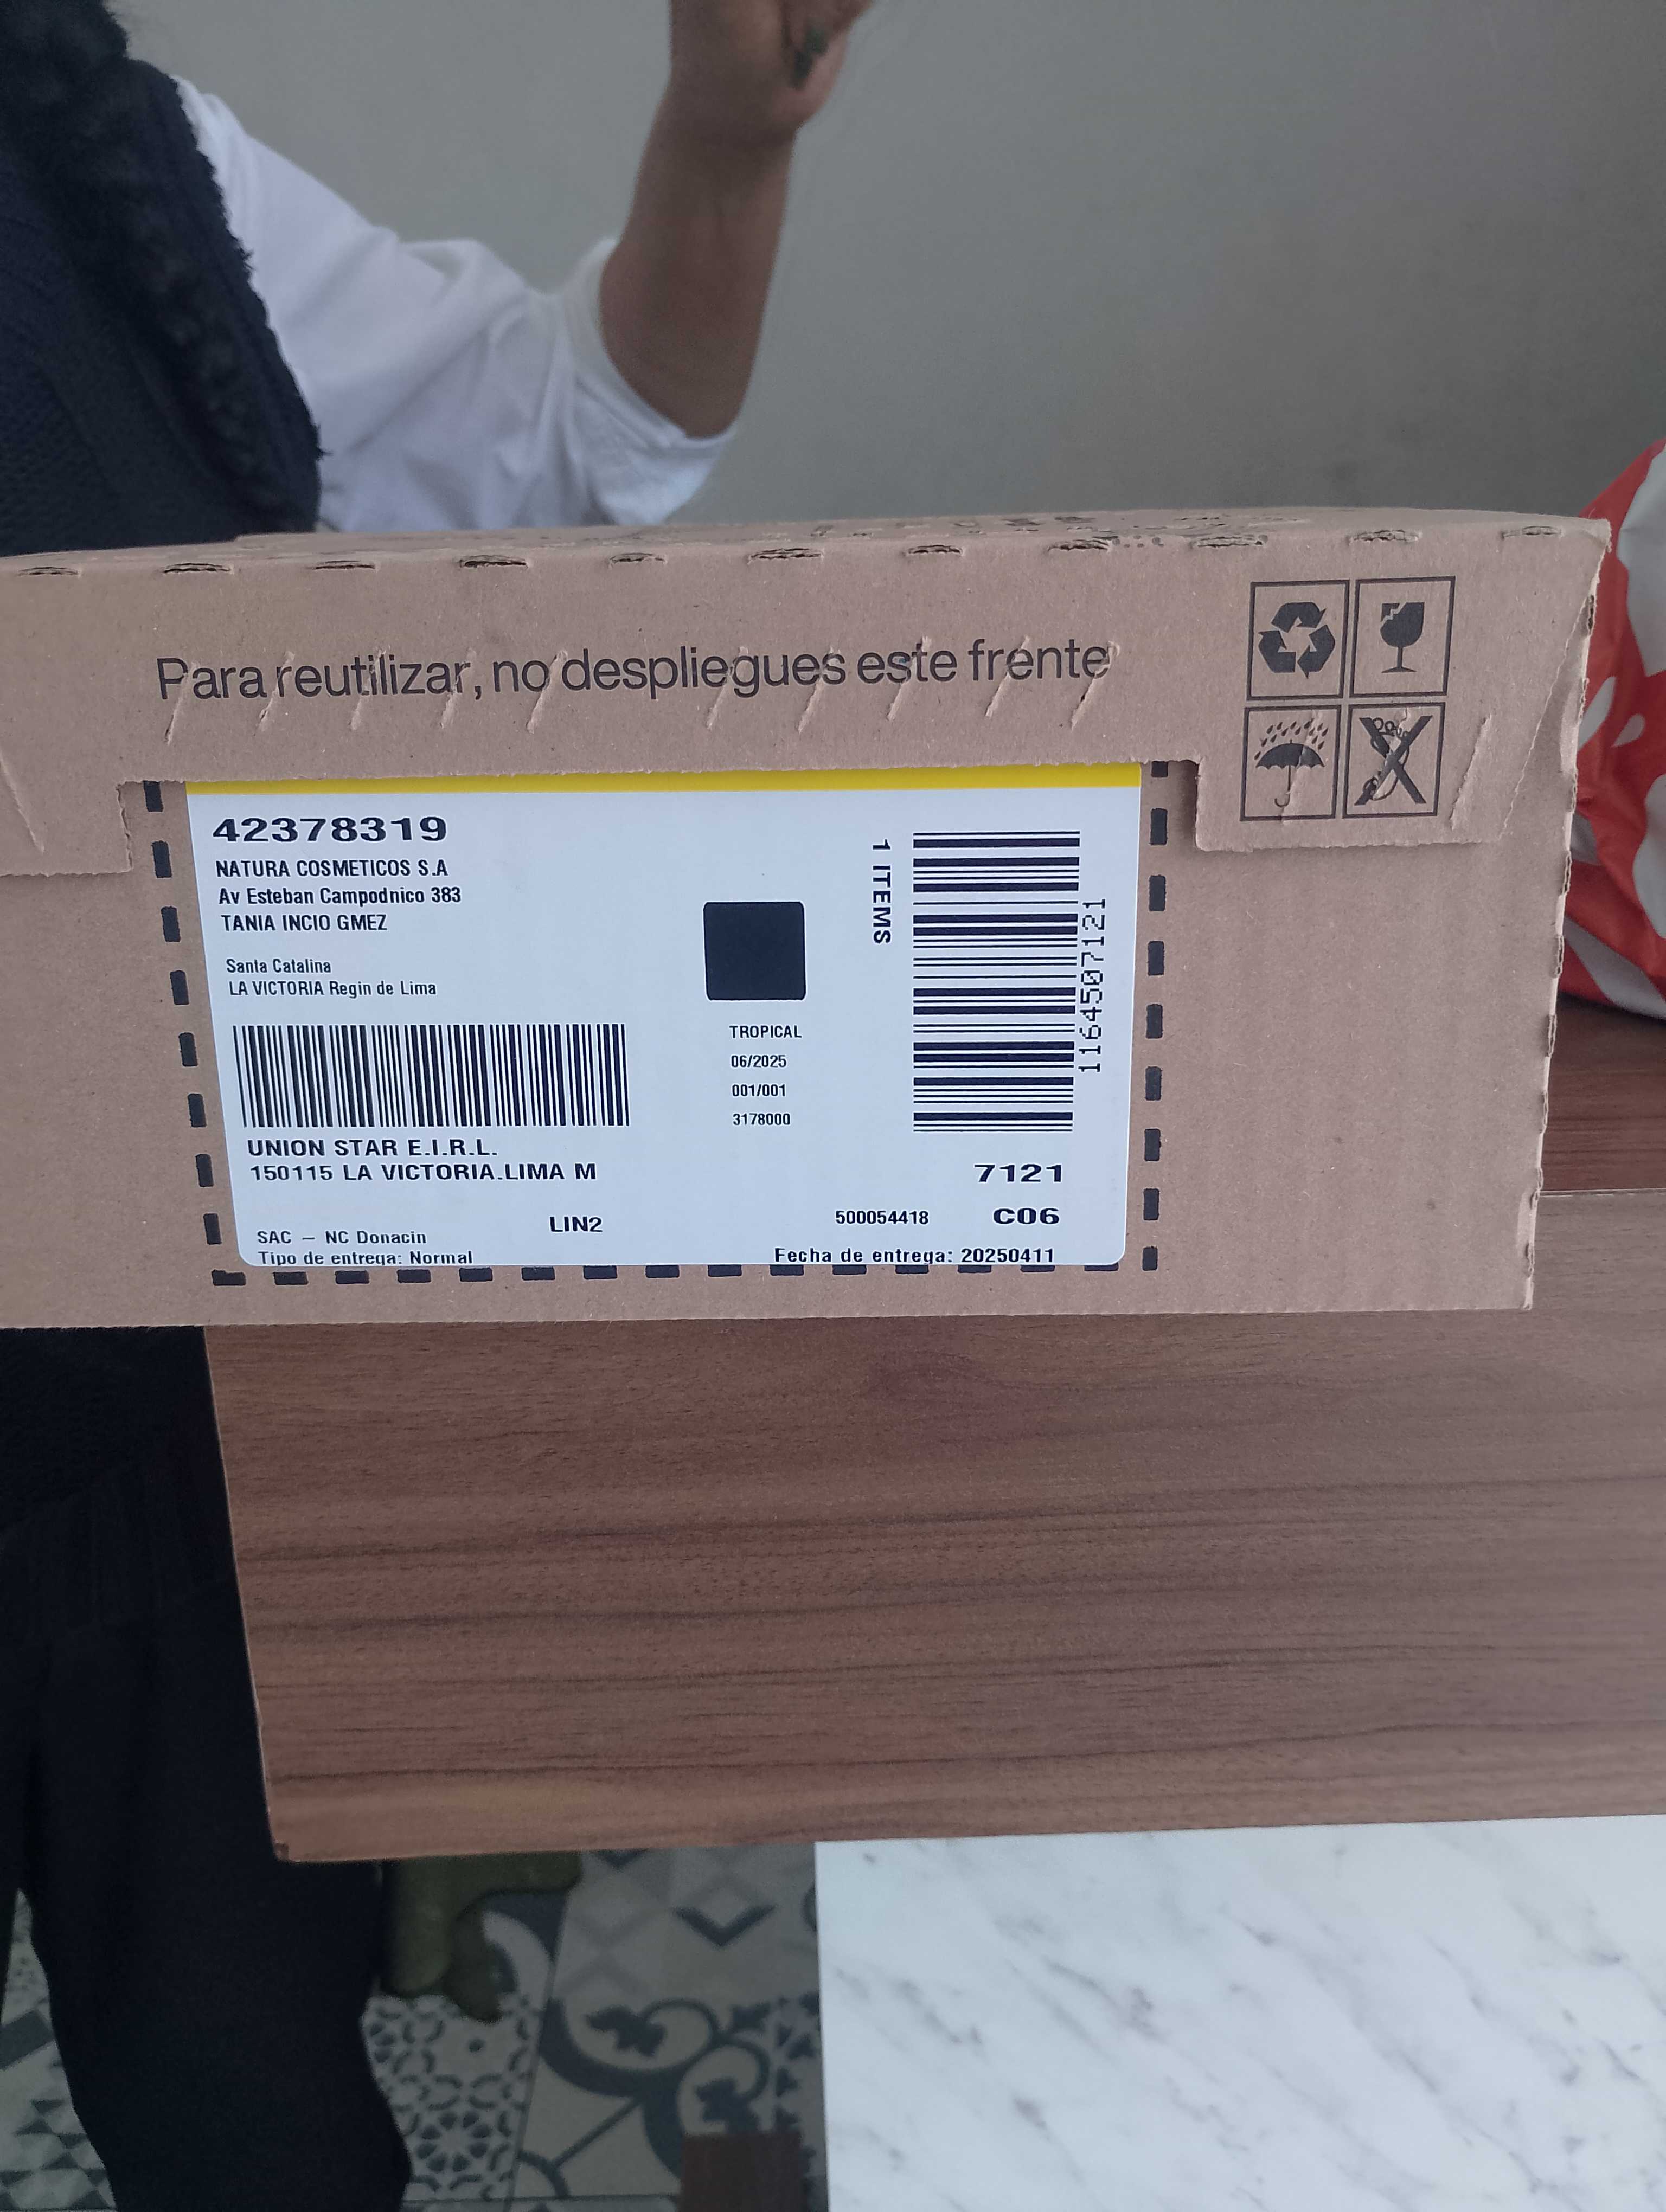 Para reutilizar, no despliegues este frente
42378319
NATURA COSMETICOS S.A
Av Esteban Campodnico 383
TANIA INCIO GMEZ
Santa Catalina
LA VICTORIA Regin de Lima
UNION STAR E.I.R.L.
150115 LA VICTORIA.LIMA M
LIN2
SAC – NC Donacin
Tipo de entrega: Normal
TROPICAL
06/2025
001/001
3178000
1 ITEMS
1164507121
7121
500054418 C06
Fecha de entrega: 20250411